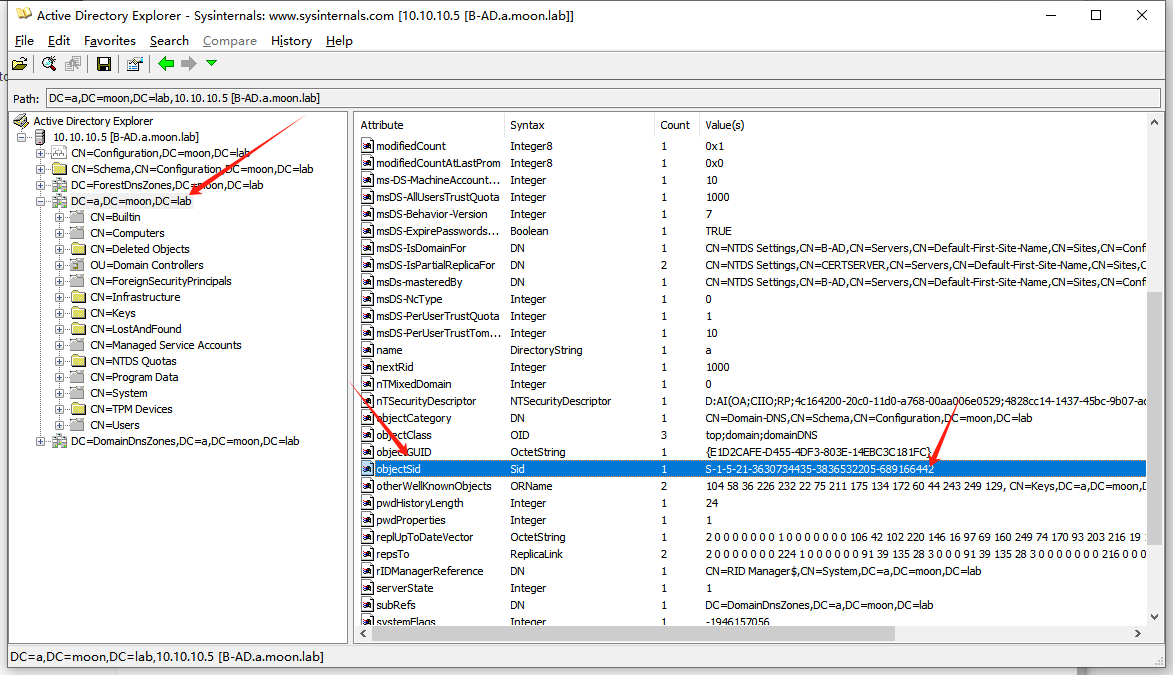 Active Directory Explorer - Sysinternals: www.sysinternals.com [10.10.10.5 [B-AD.a.moon.lab]]
File Edit Favorites Search Compare History Help
Path: DC=a,DC=moon,DC=lab,10.10.10.5 [B-AD.a.moon.lab]
Active Directory Explorer
10.10.10.5 [B-AD.a.moon.lab]
CN=Configuration,DC=moon,DC=lab
CN=Schema,CN=Configuration,DC=moon,DC=lab
DC=ForestDnsZones,DC=moon,DC=lab
DC=a,DC=moon,DC=lab
CN=Builtin
CN=Computers
CN=Deleted Objects
OU=Domain Controllers
CN=ForeignSecurityPrincipals
CN=Infrastructure
CN=Keys
CN=LostAndFound
CN=Managed Service Accounts
CN=NTDS Quotas
CN=Program Data
CN=System
CN=TPM Devices
CN=Users
DC=DomainDnsZones,DC=a,DC=moon,DC=lab
Attribute Syntax Count Value(s)
modifiedCount Integer8 1 0x1
modifiedCountAtLastProm Integer8 1 0x0
ms-DS-MachineAccount... Integer 1 10
msDS-AllUsersTrustQuota Integer 1 1000
msDS-Behavior-Version Integer 1 7
msDS-ExpirePasswords... Boolean 1 TRUE
msDS-IsDomainFor DN 1 CN=NTDS Settings,CN=B-AD,CN=Servers,CN=Default-First-Site-Name,CN=Sites,CN=Conf
msDS-IsPartialReplicaFor DN 2 CN=NTDS Settings,CN=CERTSERVER,CN=Servers,CN=Default-First-Site-Name,CN=Sites,C
msDs-masteredBy DN 1 CN=NTDS Settings,CN=B-AD,CN=Servers,CN=Default-First-Site-Name,CN=Sites,CN=Conf
msDS-NcType Integer 1 0
msDS-PerUserTrustQuota Integer 1 1
msDS-PerUserTrustTom... Integer 1 10
name DirectoryString 1 a
nextRid Integer 1 1000
nTMixedDomain Integer 1 0
nTSecurityDescriptor NTSecurityDescriptor 1 D:AI(OA;CIIO;RP;4c164200-20c0-11d0-a768-00aa006e0529;4828cc14-1437-45bc-9b07-ad
objectCategory DN 1 CN=Domain-DNS,CN=Schema,CN=Configuration,DC=moon,DC=lab
objectClass OID 3 top;domain;domainDNS
objectGUID OctetString 1 {E1D2CAFE-D455-4DF3-803E-14EBC3C181FC}
objectSid Sid 1 S-1-5-21-3630734435-3836532205-689166442
otherWellKnownObjects ORName 2 104 58 36 226 232 22 75 211 175 134 172 60 44 243 249 129, CN=Keys,DC=a,DC=moon,D
pwdHistoryLength Integer 1 24
pwdProperties Integer 1 1
replUpToDateVector OctetString 1 2 0 0 0 0 0 0 0 1 0 0 0 0 0 0 0 106 42 102 220 146 16 97 69 160 249 74 170 93 203 216 19
repsTo ReplicaLink 2 2 0 0 0 0 0 0 0 224 1 0 0 0 0 0 0 91 39 135 28 3 0 0 0 91 39 135 28 3 0 0 0 0 0 0 0 216 0 0 0
rIDManagerReference DN 1 CN=RID Manager$,CN=System,DC=a,DC=moon,DC=lab
serverState Integer 1 1
subRefs DN 1 DC=DomainDnsZones,DC=a,DC=moon,DC=lab
systemFlags Integer 1 -1946157056
DC=a,DC=moon,DC=lab,10.10.10.5 [B-AD.a.moon.lab]